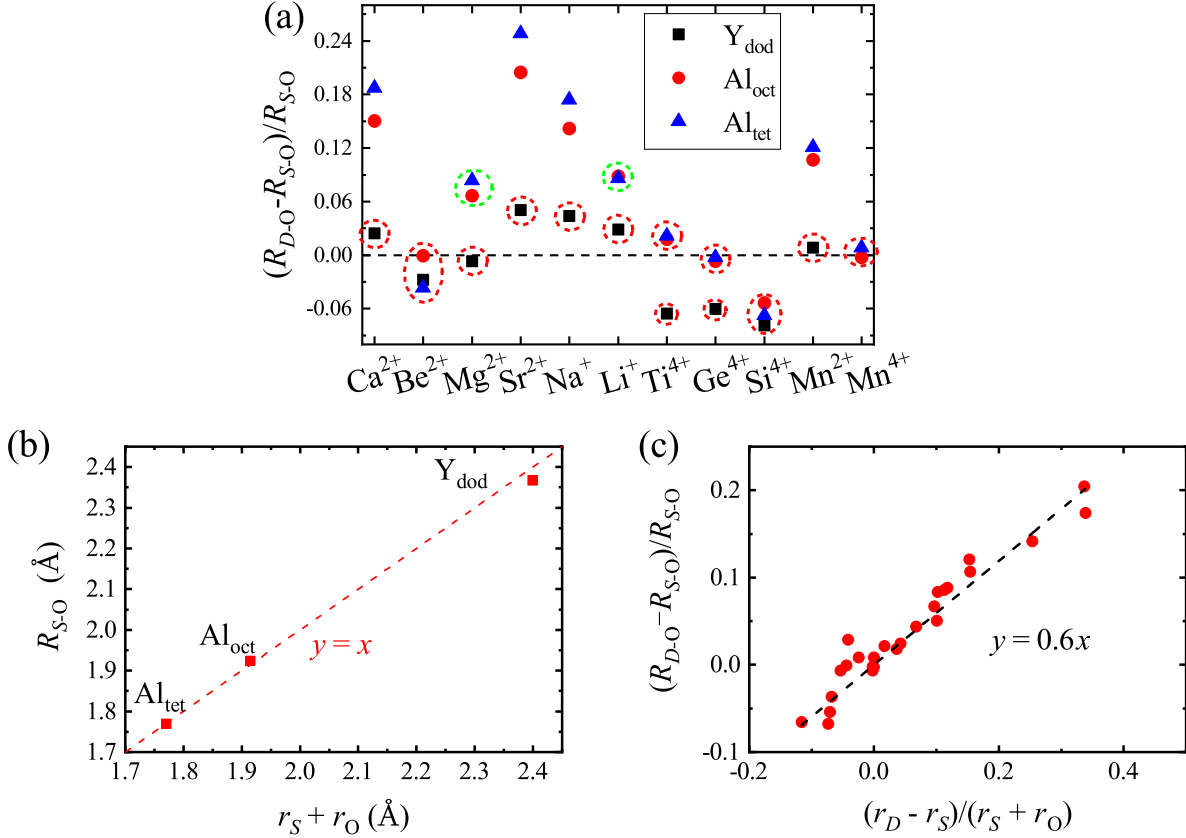 (a)
(R_D-O-R_S-O)/R_S-O
0.24
0.18
0.12
0.06
0.00
-0.06
Y_dod
Al_oct
Al_tet
Ca²⁺ Be²⁺ Mg²⁺ Sr²⁺ Na⁺ Li⁺ Ti⁴⁺ Ge⁴⁺ Si⁴⁺ Mn²⁺ Mn⁴⁺
(b)
R_S-O (Å)
2.4
2.3
2.2
2.1
2.0
1.9
1.8
1.7
Y_dod
Al_oct
Al_tet
y = x
1.7 1.8 1.9 2.0 2.1 2.2 2.3 2.4
r_S + r_O (Å)
(c)
(R_D-O–R_S-O)/R_S-O
0.2
0.1
0.0
-0.1
y = 0.6x
-0.2 0.0 0.2 0.4
(r_D - r_S)/(r_S + r_O)